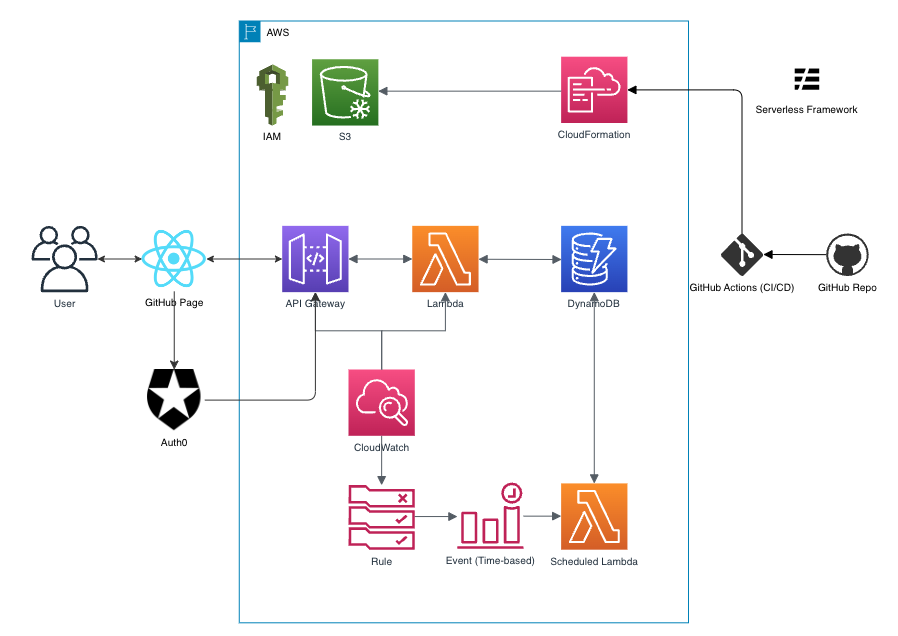 AWS
IAM
S3
CloudFormation
Serverless Framework
User
GitHub Page
API Gateway
Lambda
DynamoDB
GitHub Actions (CI/CD)
GitHub Repo
Auth0
CloudWatch
Rule
Event (Time-based)
Scheduled Lambda